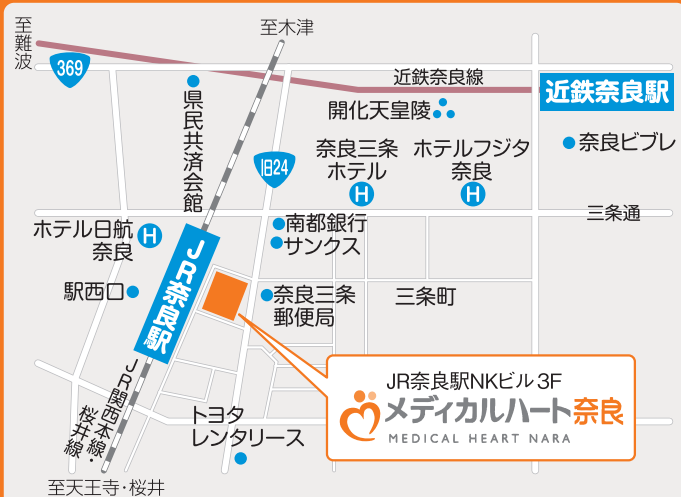 至難波
至木津
369
近鉄奈良線
近鉄奈良駅
県民共済会館
開化天皇陵
奈良ビブレ
旧24
奈良三条
ホテル
ホテルフジタ
奈良
H
H
三条通
ホテル日航
奈良
H
南都銀行
サンクス
JR奈良駅
駅西口
奈良三条
郵便局
三条町
JR関西本線・
桜井線
JR奈良駅NKビル3F
メディカルハート奈良
MEDICAL HEART NARA
トヨタ
レンタリース
至天王寺・桜井